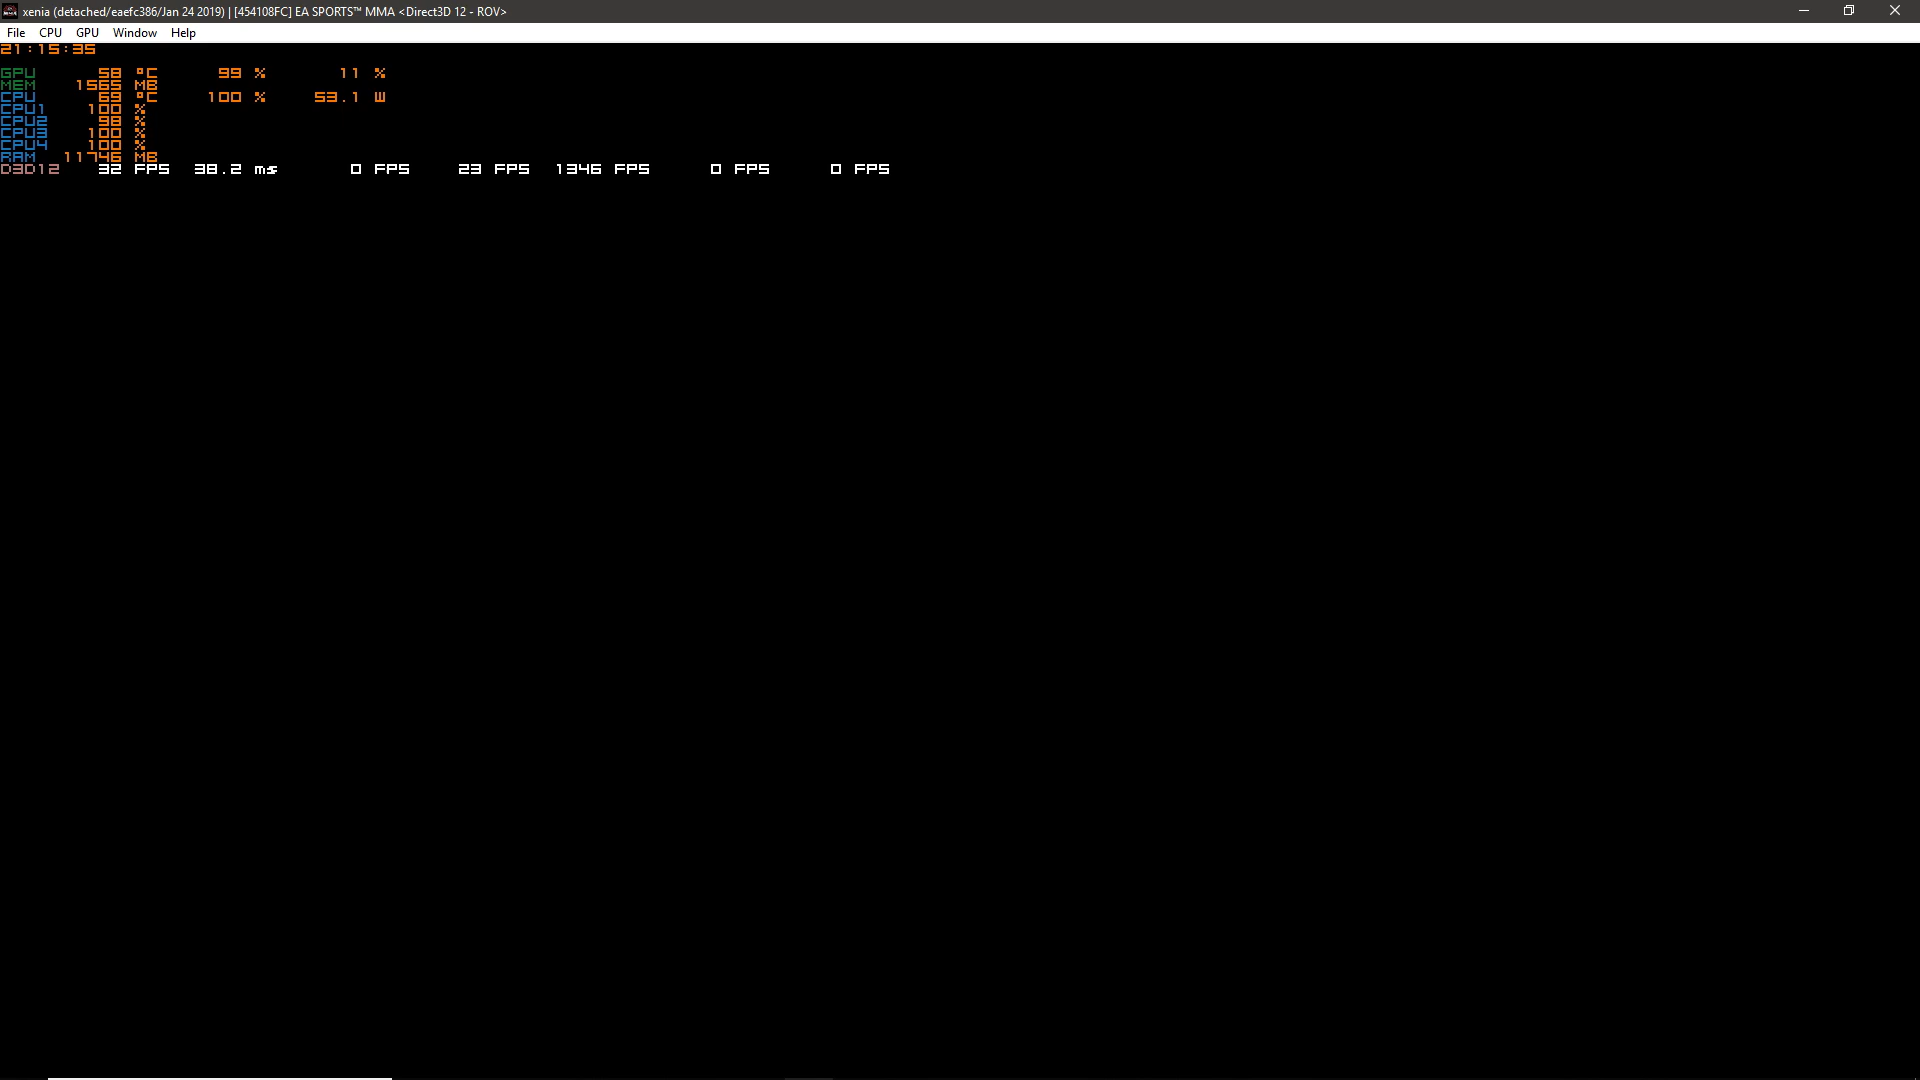 xenia (detached/eaefc386/Jan 24 2019) | [454108FC] EA SPORTS™ MMA <Direct3D 12 - ROV>
File CPU GPU Window Help
21:15:35
GPU 58 °C 99 % 11 %
MEM 1565 MB
CPU 69 °C 100 % 53.1 W
CPU1 100 %
CPU2 98 %
CPU3 100 %
CPU4 100 %
RAM 11746 MB
D3D12 32 FPS 38.2 ms 0 FPS 23 FPS 1346 FPS 0 FPS 0 FPS